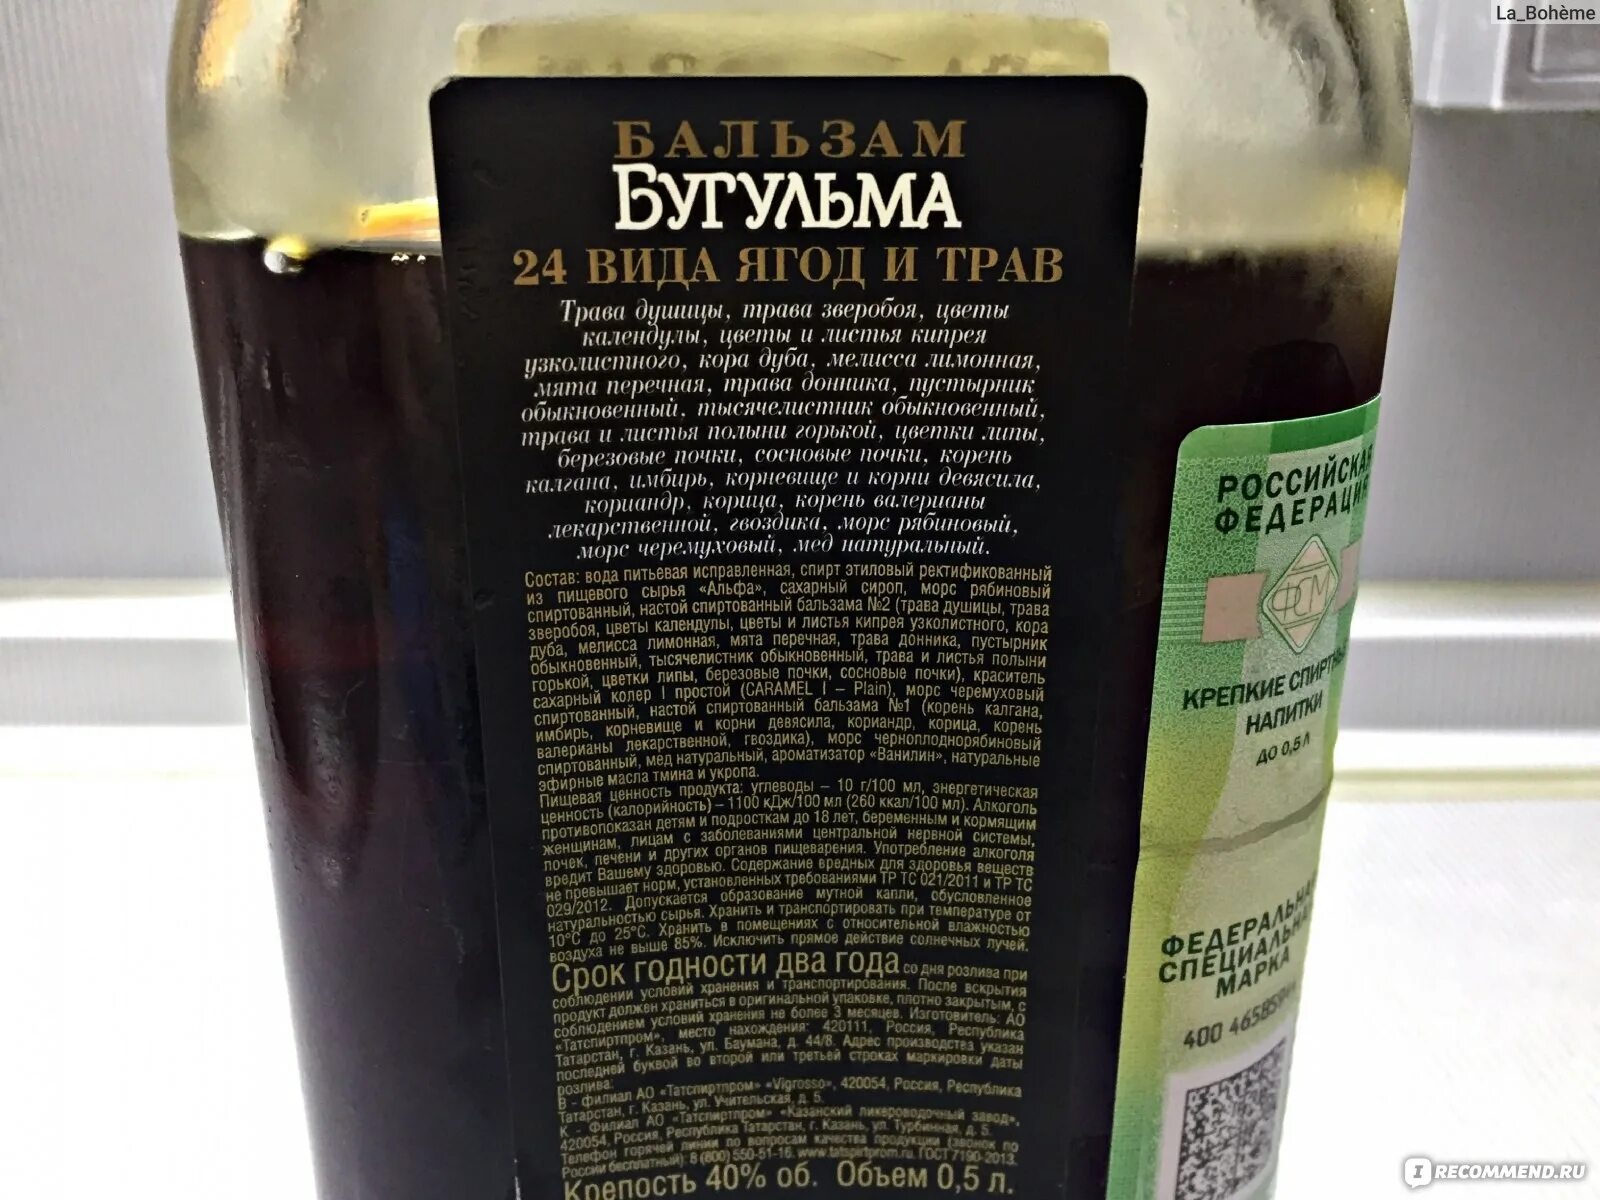 La_Bohème
БАЛЬЗАМ
БУГУЛЬМА
24 ВИДА ЯГОД И ТРАВ
Трава душицы, трава зверобоя, цветы
календулы, цветы и листья кипрея
узколистного, кора дуба, мелисса лимонная,
мята перечная, трава донника, пустырник
обыкновенный, тысячелистник обыкновенный,
трава и листья полыни горькой, цветки липы,
березовые почки, сосновые почки, корень
калгана, имбирь, корневище и корни девясила,
кориандр, корица, корень валерианы
лекарственной, гвоздика, морс рябиновый,
морс черемуховый, мед натуральный.
Состав: вода питьевая исправленная, спирт этиловый ректификованный
из пищевого сырья «Альфа», сахарный сироп, морс рябиновый
спиртованный, настой спиртованный бальзама №2 (трава душицы, трава
зверобоя, цветы календулы, цветы и листья кипрея узколистного, кора
дуба, мелисса лимонная, мята перечная, трава донника, пустырник
обыкновенный, тысячелистник обыкновенный, трава и листья полыни
горькой, цветки липы, березовые почки, сосновые почки), краситель
сахарный колер I простой (CARAMEL I – Plain), морс черемуховый
спиртованный, настой спиртованный бальзама №1 (корень калгана,
имбирь, корневище и корни девясила, кориандр, корица, корень
валерианы лекарственной, гвоздика), морс черноплоднорябиновый
спиртованный, мед натуральный, ароматизатор «Ванилин», натуральные
эфирные масла тмина и укропа.
Пищевая ценность продукта: углеводы – 10 г/100 мл, энергетическая
ценность (калорийность) – 1100 кДж/100 мл (260 ккал/100 мл). Алкоголь
противопоказан детям и подросткам до 18 лет, беременным и кормящим
женщинам, лицам с заболеваниями центральной нервной системы,
почек, печени и других органов пищеварения. Употребление алкоголя
вредит Вашему здоровью. Содержание вредных для здоровья веществ
не превышает норм, установленных требованиями ТР ТС 021/2011 и ТР ТС
029/2012. Допускается образование мутной капли, обусловленное
натуральностью сырья. Хранить и транспортировать при температуре от
10°С до 25°С. Хранить в помещениях с относительной влажностью
воздуха не выше 85%. Исключить прямое действие солнечных лучей.
Срок годности два года со дня розлива при
соблюдении условий хранения и транспортирования. После вскрытия
продукт должен храниться в оригинальной упаковке, плотно закрытым, с
соблюдением условий хранения не более 3 месяцев. Изготовитель: АО
"Татспиртпром", место нахождения: 420111, Россия, Республика
Татарстан, г. Казань, ул. Баумана, д. 44/8. Адрес производства указан
последней буквой во второй или третьей строках маркировки даты
розлива:
В - филиал АО «Татспиртпром» «Vigrosso», 420054, Россия, Республика
Татарстан, г. Казань, ул. Учительская, д. 5.
К - Филиал АО «Татспиртпром» «Казанский ликероводочный завод»,
420054, Россия, Республика Татарстан, г. Казань, ул. Турбинная, д. 5.
Телефон горячей линии по вопросам качества продукции (звонок по
России бесплатный): 8 (800) 550-51-16. www.tatspirtprom.ru. ГОСТ 7190-2013.
Крепость 40% об. Объем 0,5 л.
РОССИЙСКАЯ
ФЕДЕРАЦИЯ
ФСМ
КРЕПКИЕ СПИРТНЫЕ
НАПИТКИ
ДО 0,5 Л
ФЕДЕРАЛЬНАЯ
СПЕЦИАЛЬНАЯ
МАРКА
400
IRECOMMEND.RU